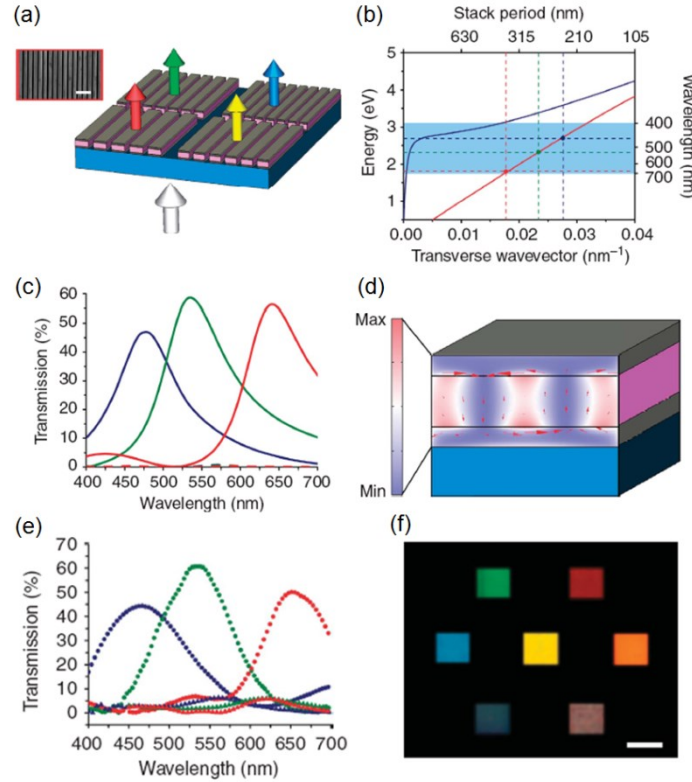 (a)
(b)
Stack period (nm)
630 315 210 105
Energy (eV)
5
4
3
2
1
400
500
600
700
Wavelength (nm)
0.00 0.01 0.02 0.03 0.04
Transverse wavevector (nm⁻¹)
(c)
Transmission (%)
60
50
40
30
20
10
0
400 450 500 550 600 650 700
Wavelength (nm)
(d)
Max
Min
(e)
Transmission (%)
70
60
50
40
30
20
10
0
400 450 500 550 600 650 700
Wavelength (nm)
(f)